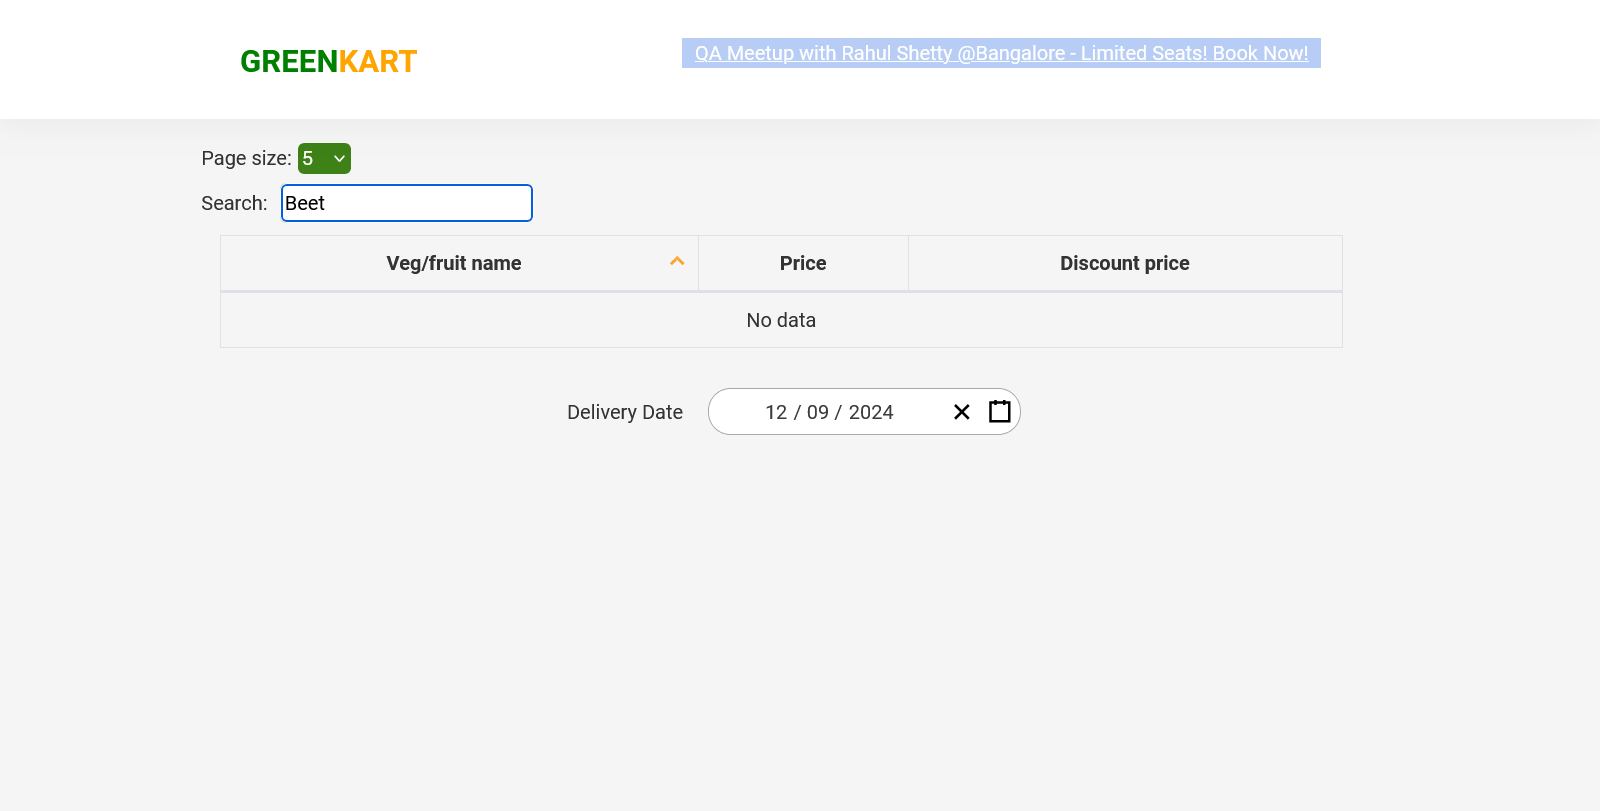 GREENKART
QA Meetup with Rahul Shetty @Bangalore - Limited Seats! Book Now!
Page size: 5
Search: Beet
Veg/fruit name Price Discount price
No data
Delivery Date 12 / 09 / 2024